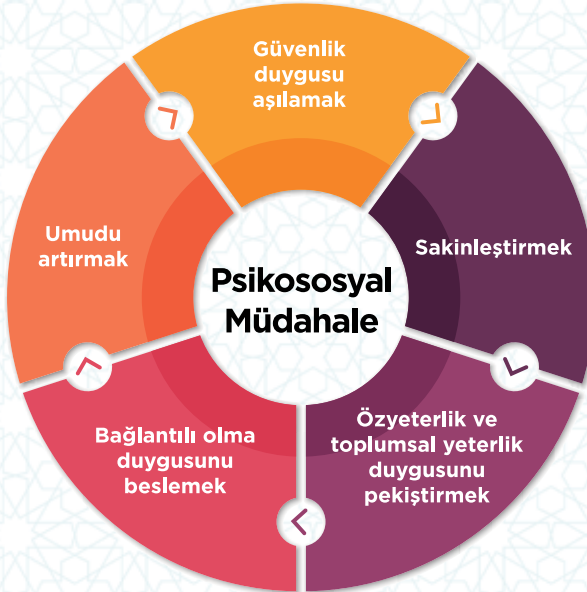 Güvenlik
duygusu
aşılamak
Sakinleştirmek
Özyeterlik ve
toplumsal yeterlik
duygusunu
pekiştirmek
Bağlantılı olma
duygusunu
beslemek
Umudu
artırmak
Psikososyal
Müdahale